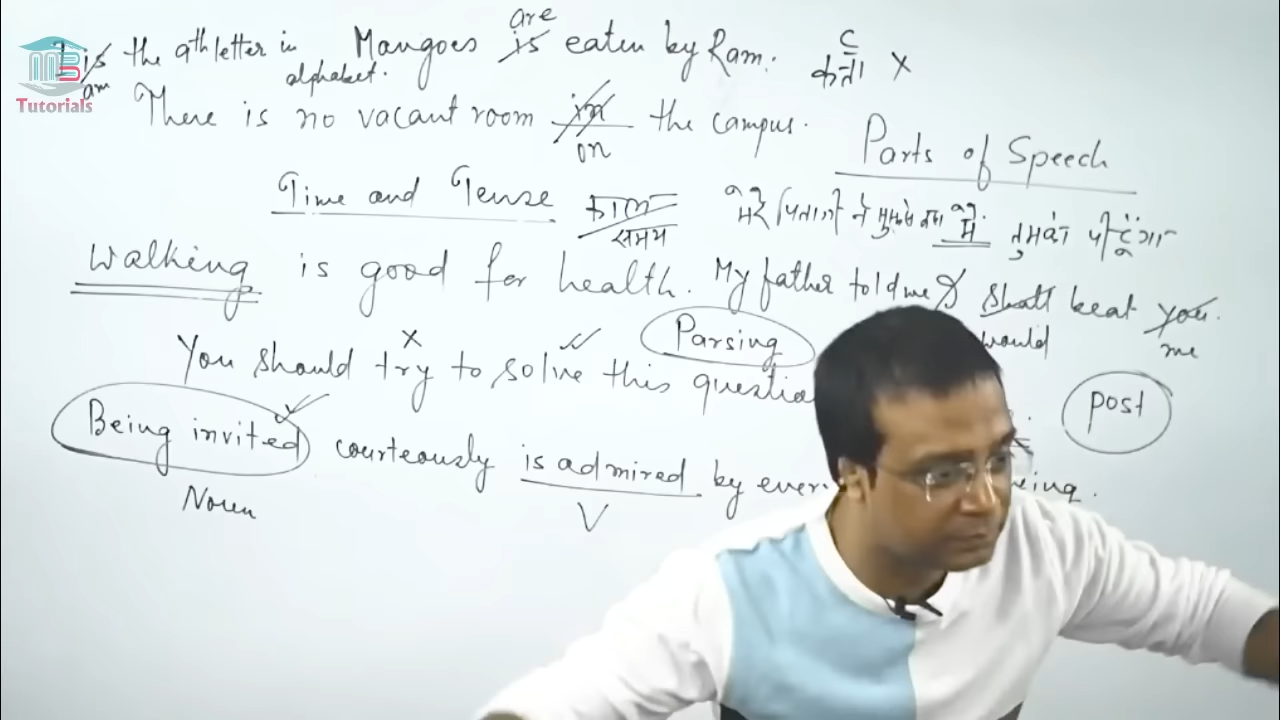 MB
Tutorials
I is the 9th letter in alphabet.
am
Mangoes is eaten by Ram.
are
C
कर्ता X
There is no vacant room in the campus.
on
Parts of Speech
Time and Tense काल
समय
मेरे पिताजी ने मुझसे कहा मैं तुमको पीटूंगा
Walking is good for health.
My father told me I shall beat you.
would me
Parsing
X
You should try to solve this question
post
Being invited courteously is admired by being.
Noun V